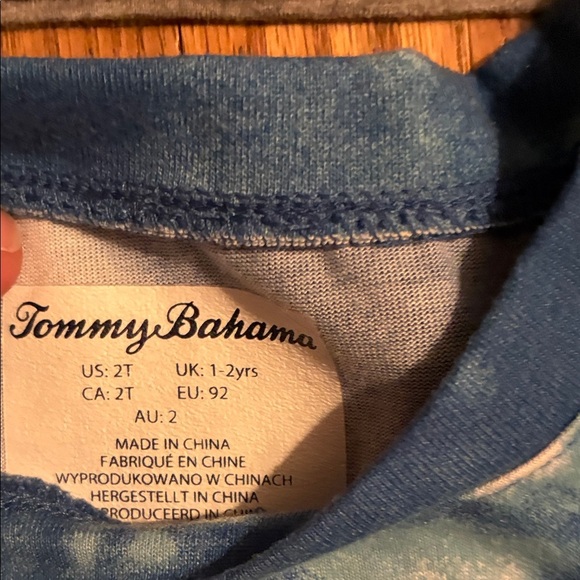 Tommy Bahama
US: 2T UK: 1-2yrs
CA: 2T EU: 92
AU: 2
MADE IN CHINA
FABRIQUÉ EN CHINE
WYPRODUKOWANO W CHINACH
HERGESTELLT IN CHINA